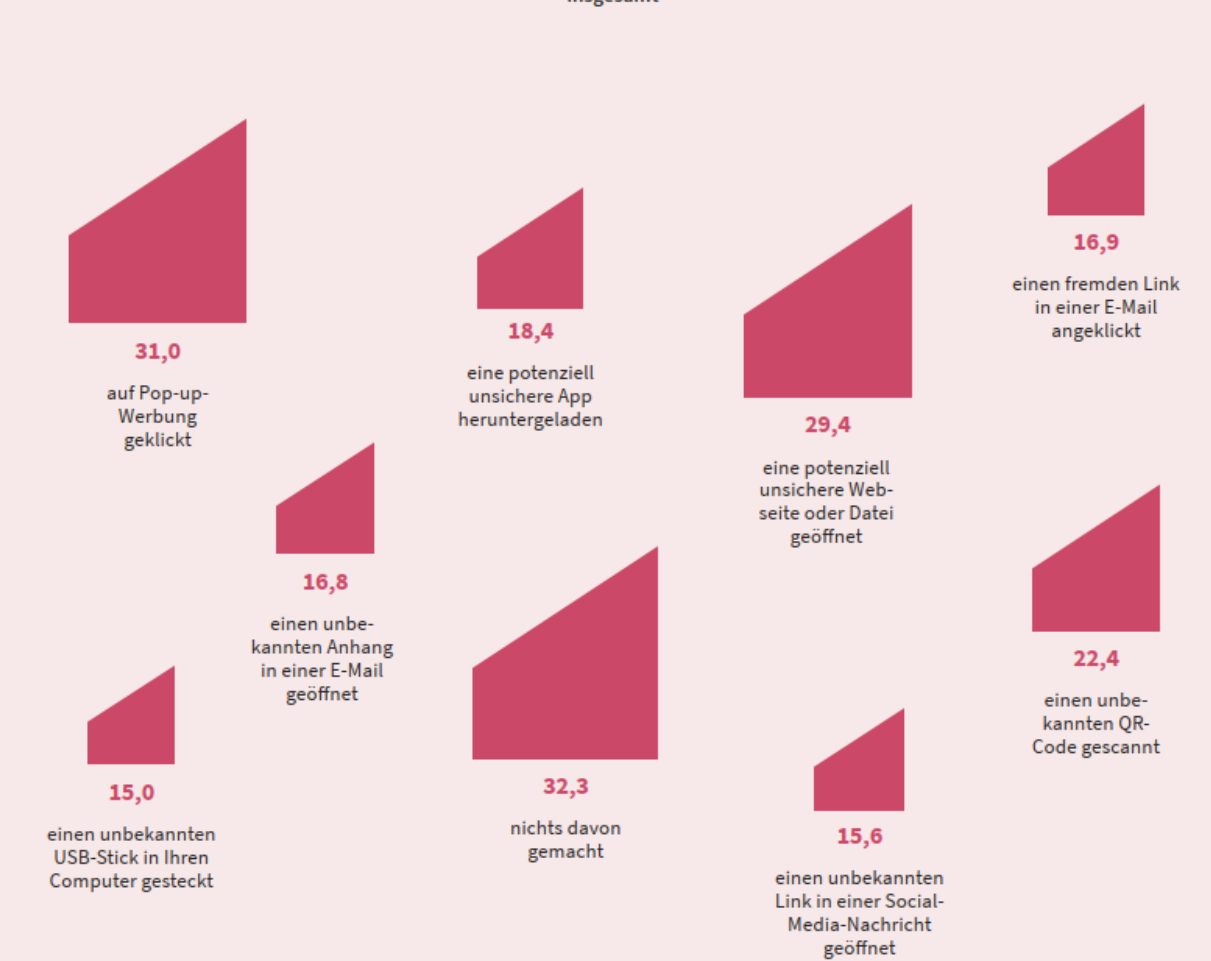 insgesamt
31,0
auf Pop-up-
Werbung
geklickt
18,4
eine potenziell
unsichere App
heruntergeladen
29,4
eine potenziell
unsichere Web-
seite oder Datei
geöffnet
16,9
einen fremden Link
in einer E-Mail
angeklickt
16,8
einen unbe-
kannten Anhang
in einer E-Mail
geöffnet
22,4
einen unbe-
kannten QR-
Code gescannt
15,0
einen unbekannten
USB-Stick in Ihren
Computer gesteckt
32,3
nichts davon
gemacht
15,6
einen unbekannten
Link in einer Social-
Media-Nachricht
geöffnet